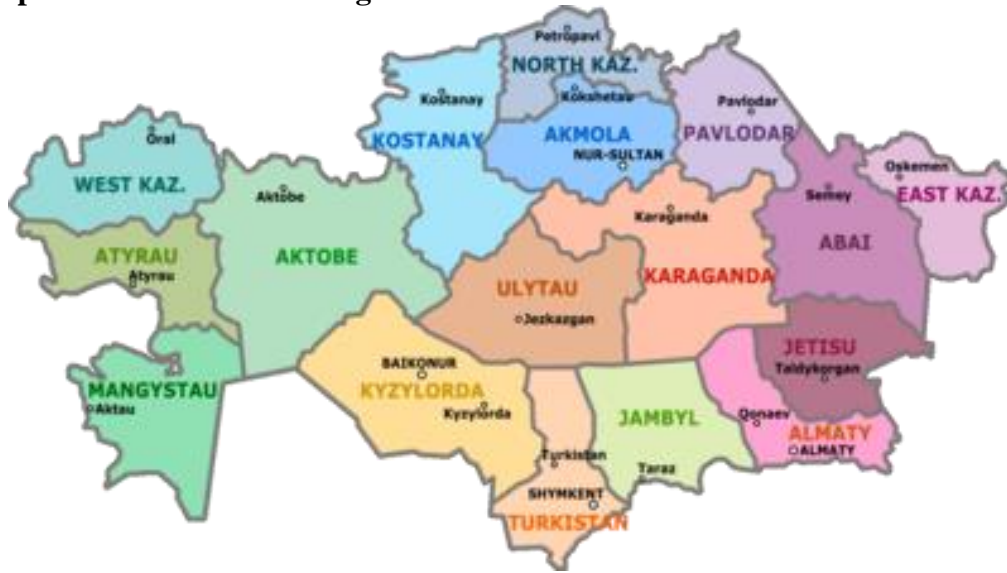 Petropavl
NORTH KAZ.
Kostanay
Kokshetau
Pavlodar
KOSTANAY
AKMOLA
PAVLODAR
NUR-SULTAN
Oral
WEST KAZ.
Aktobe
Karaganda
Semey
Oskemen
EAST KAZ.
ATYRAU
Atyrau
AKTOBE
ULYTAU
KARAGANDA
ABAI
Jezkazgan
JETISU
Taldykorgan
MANGYSTAU
Aktau
BAIKONUR
KYZYLORDA
Kyzylorda
JAMBYL
Qonaev
ALMATY
ALMATY
Turkistan
Taraz
SHYMKENT
TURKISTAN